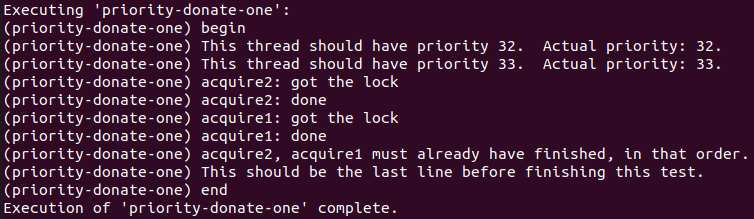 Executing 'priority-donate-one':
(priority-donate-one) begin
(priority-donate-one) This thread should have priority 32.  Actual priority: 32.
(priority-donate-one) This thread should have priority 33.  Actual priority: 33.
(priority-donate-one) acquire2: got the lock
(priority-donate-one) acquire2: done
(priority-donate-one) acquire1: got the lock
(priority-donate-one) acquire1: done
(priority-donate-one) acquire2, acquire1 must already have finished, in that order.
(priority-donate-one) This should be the last line before finishing this test.
(priority-donate-one) end
Execution of 'priority-donate-one' complete.